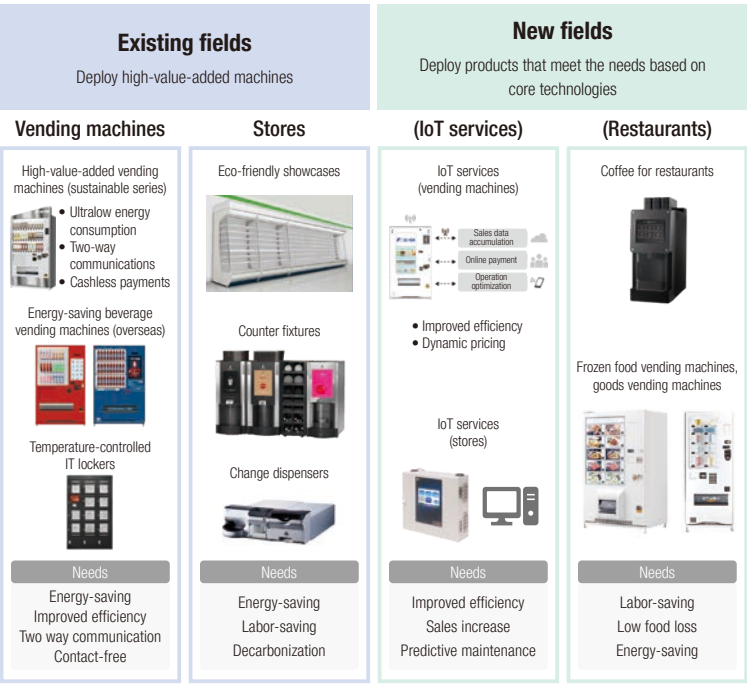 Existing fields
Deploy high-value-added machines
New fields
Deploy products that meet the needs based on
core technologies
Vending machines
High-value-added vending
machines (sustainable series)
• Ultralow energy
consumption
• Two-way
communications
• Cashless payments
Energy-saving beverage
vending machines (overseas)
Temperature-controlled
IT lockers
Needs
Energy-saving
Improved efficiency
Two way communication
Contact-free
Stores
Eco-friendly showcases
Counter fixtures
Change dispensers
Needs
Energy-saving
Labor-saving
Decarbonization
(IoT services)
IoT services
(vending machines)
Sales data
accumulation
Online payment
Operation
optimization
• Improved efficiency
• Dynamic pricing
IoT services
(stores)
Needs
Improved efficiency
Sales increase
Predictive maintenance
(Restaurants)
Coffee for restaurants
Frozen food vending machines,
goods vending machines
Needs
Labor-saving
Low food loss
Energy-saving